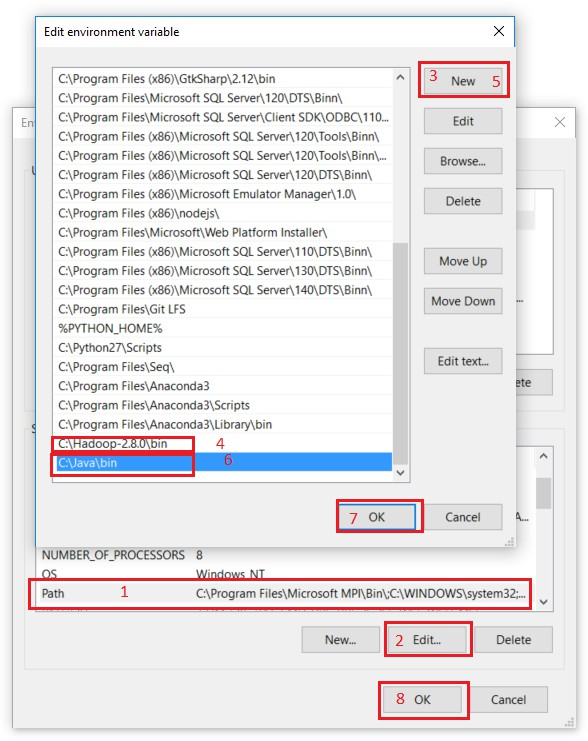 Edit environment variable
C:\Program Files (x86)\GtkSharp\2.12\bin
C:\Program Files\Microsoft SQL Server\120\DTS\Binn\
C:\Program Files\Microsoft SQL Server\Client SDK\ODBC\110...
C:\Program Files (x86)\Microsoft SQL Server\120\Tools\Binn\
C:\Program Files (x86)\Microsoft SQL Server\120\Tools\Binn\...
C:\Program Files (x86)\Microsoft SQL Server\120\DTS\Binn\
C:\Program Files (x86)\Microsoft Emulator Manager\1.0\
C:\Program Files (x86)\nodejs\
C:\Program Files\Microsoft\Web Platform Installer\
C:\Program Files (x86)\Microsoft SQL Server\110\DTS\Binn\
C:\Program Files (x86)\Microsoft SQL Server\130\DTS\Binn\
C:\Program Files (x86)\Microsoft SQL Server\140\DTS\Binn\
C:\Program Files\Git LFS
%PYTHON_HOME%
C:\Python27\Scripts
C:\Program Files\Seq\
C:\Program Files\Anaconda3
C:\Program Files\Anaconda3\Scripts
C:\Program Files\Anaconda3\Library\bin
C:\Hadoop-2.8.0\bin 4
C:\Java\bin 6
3 New 5
Edit
Browse...
Delete
Move Up
Move Down
Edit text...
7 OK
Cancel
NUMBER_OF_PROCESSORS 8
OS Windows_NT
Path 1 C:\Program Files\Microsoft MPI\Bin\;C:\WINDOWS\system32;...
New...
2 Edit...
Delete
8 OK
Cancel